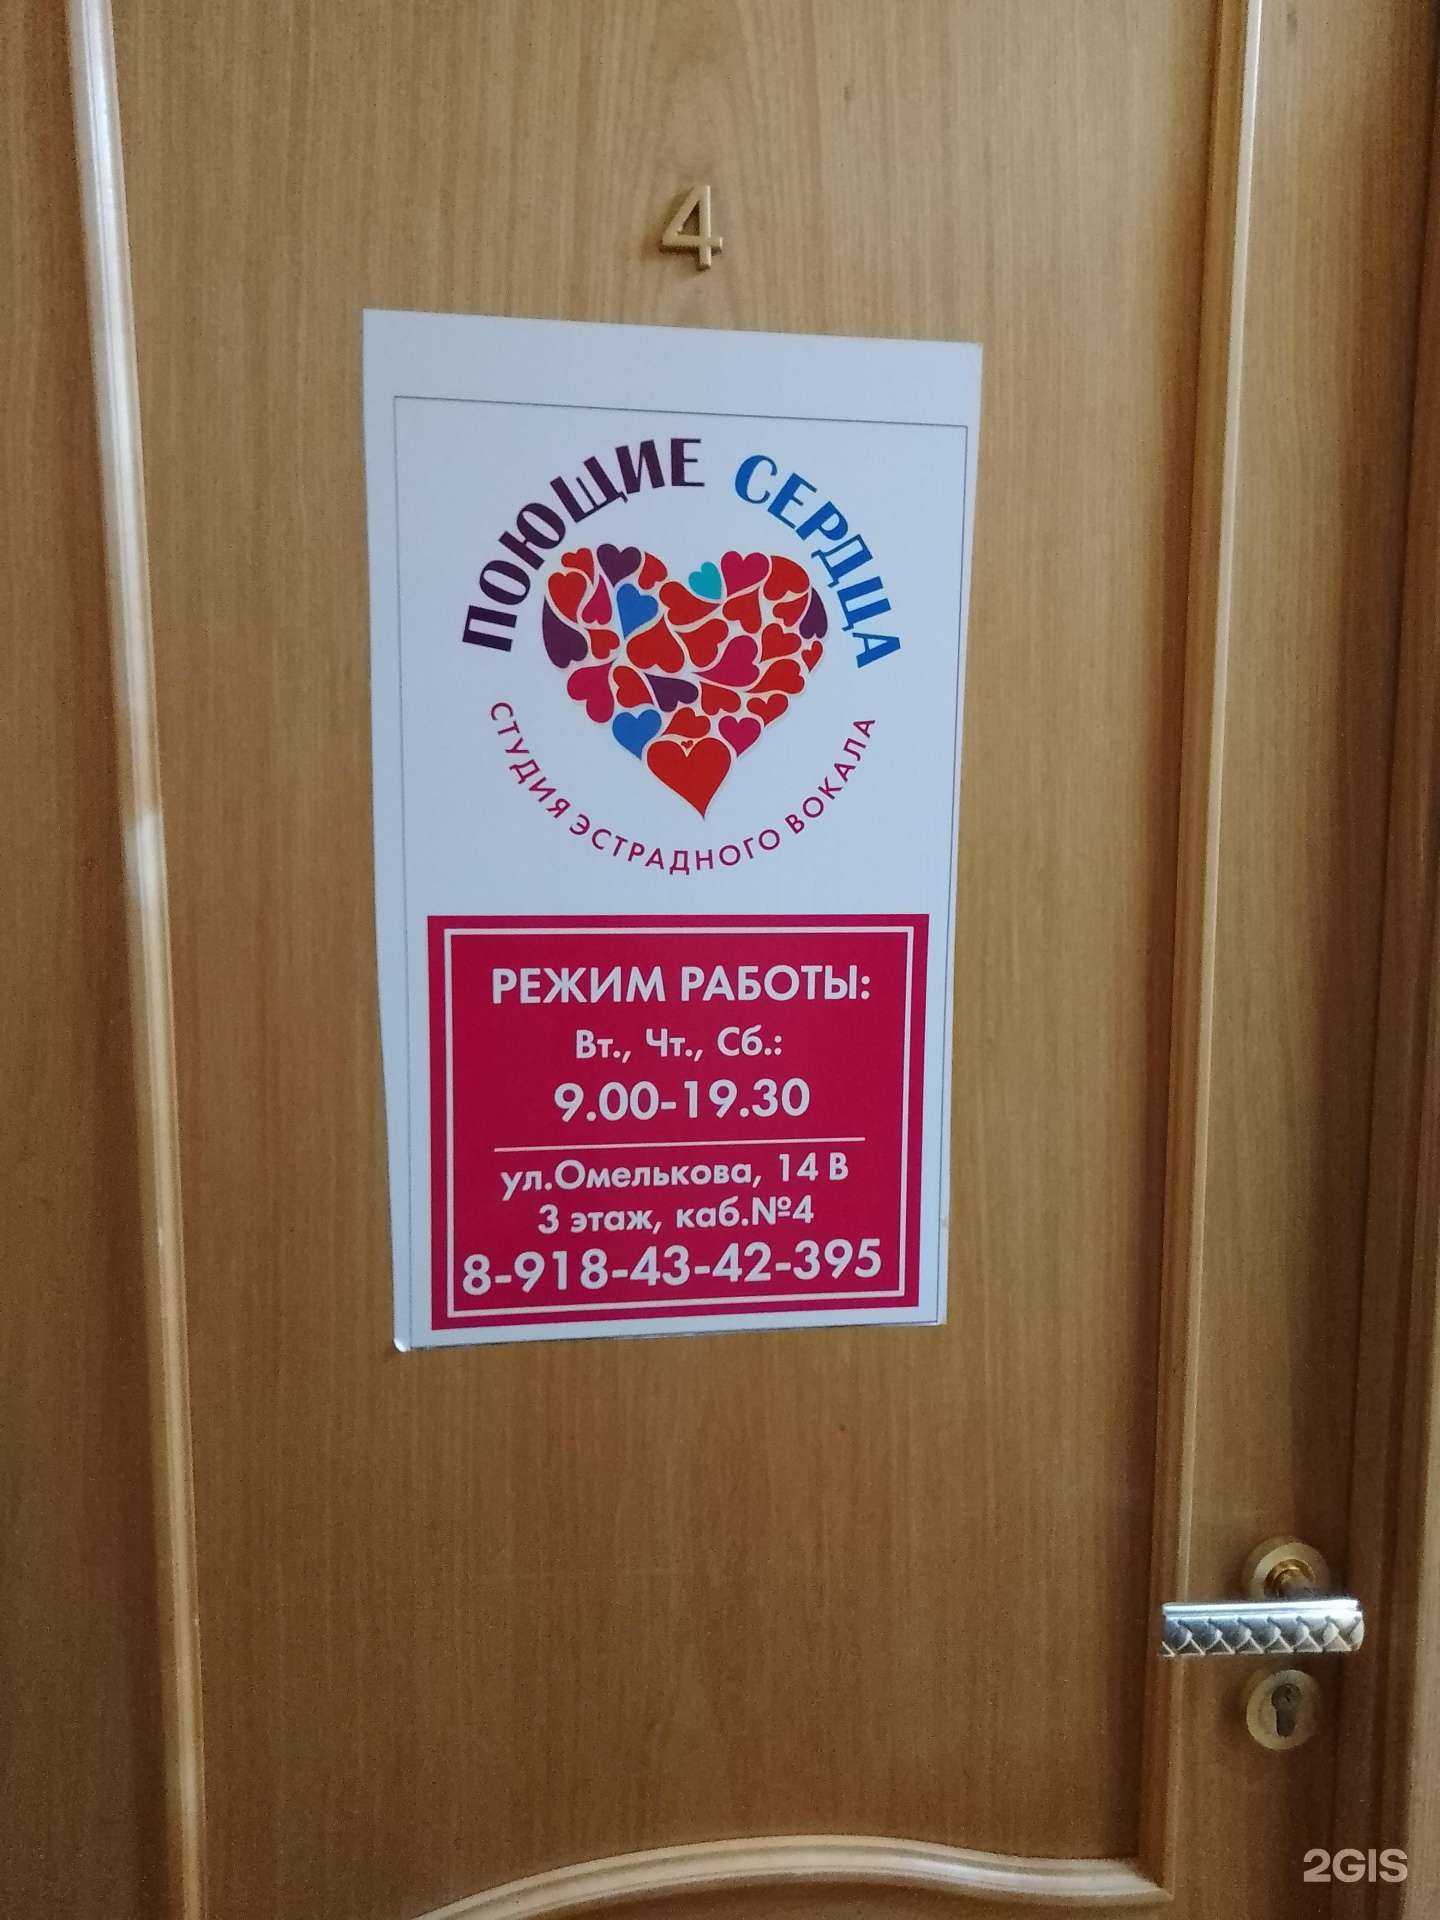 4
ПОЮЩИЕ СЕРДЦА
СТУДИЯ ЭСТРАДНОГО ВОКАЛА
РЕЖИМ РАБОТЫ:
Вт., Чт., Сб.:
9.00-19.30
ул.Омелькова, 14 В
3 этаж, каб.№4
8-918-43-42-395
2GIS